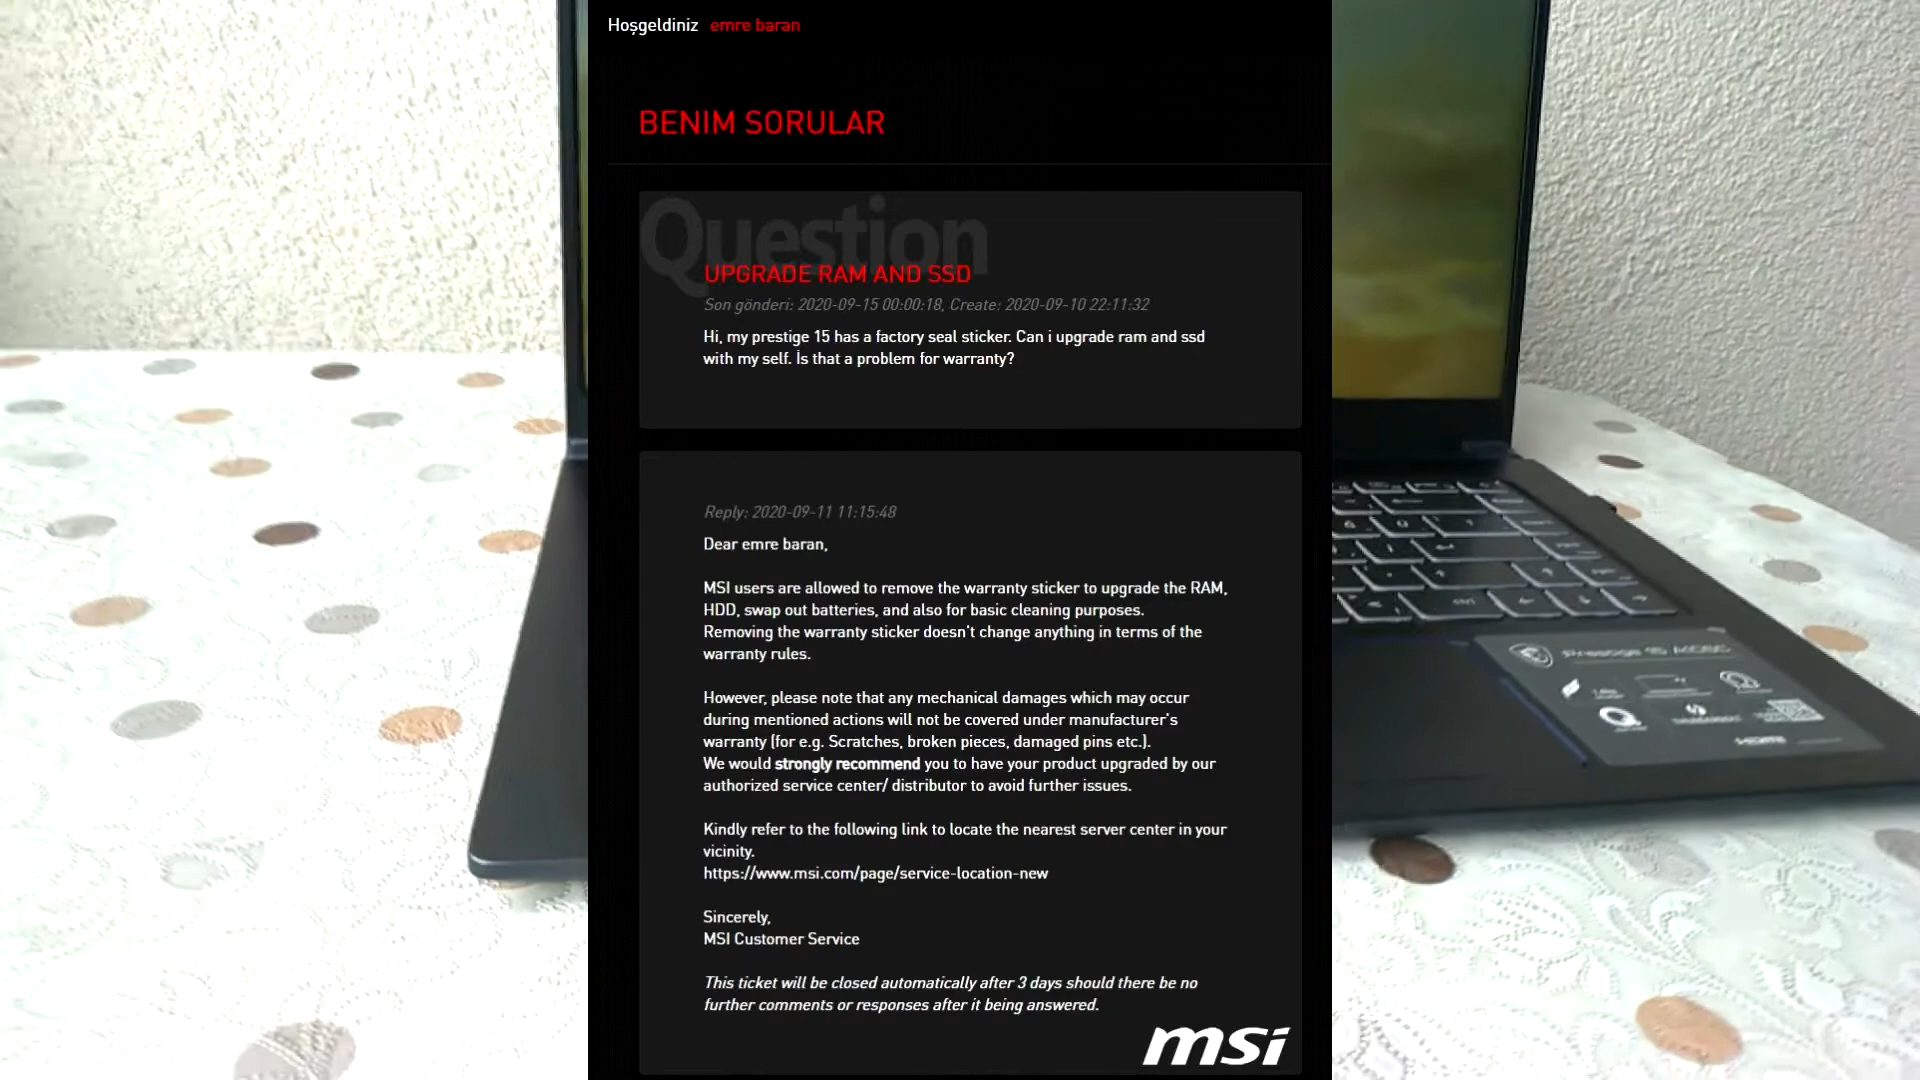 Hoşgeldiniz emre baran
BENIM SORULAR
Question
UPGRADE RAM AND SSD
Son gönderi: 2020-09-15 00:00:18, Create: 2020-09-10 22:11:32
Hi, my prestige 15 has a factory seal sticker. Can i upgrade ram and ssd
with my self. İs that a problem for warranty?
Reply: 2020-09-11 11:15:48
Dear emre baran,
MSI users are allowed to remove the warranty sticker to upgrade the RAM,
HDD, swap out batteries, and also for basic cleaning purposes.
Removing the warranty sticker doesn't change anything in terms of the
warranty rules.
However, please note that any mechanical damages which may occur
during mentioned actions will not be covered under manufacturer's
warranty (for e.g. Scratches, broken pieces, damaged pins etc.).
We would strongly recommend you to have your product upgraded by our
authorized service center/ distributor to avoid further issues.
Kindly refer to the following link to locate the nearest server center in your
vicinity.
https://www.msi.com/page/service-location-new
Sincerely,
MSI Customer Service
This ticket will be closed automatically after 3 days should there be no
further comments or responses after it being answered.
msi
Prestige 15
HDMI